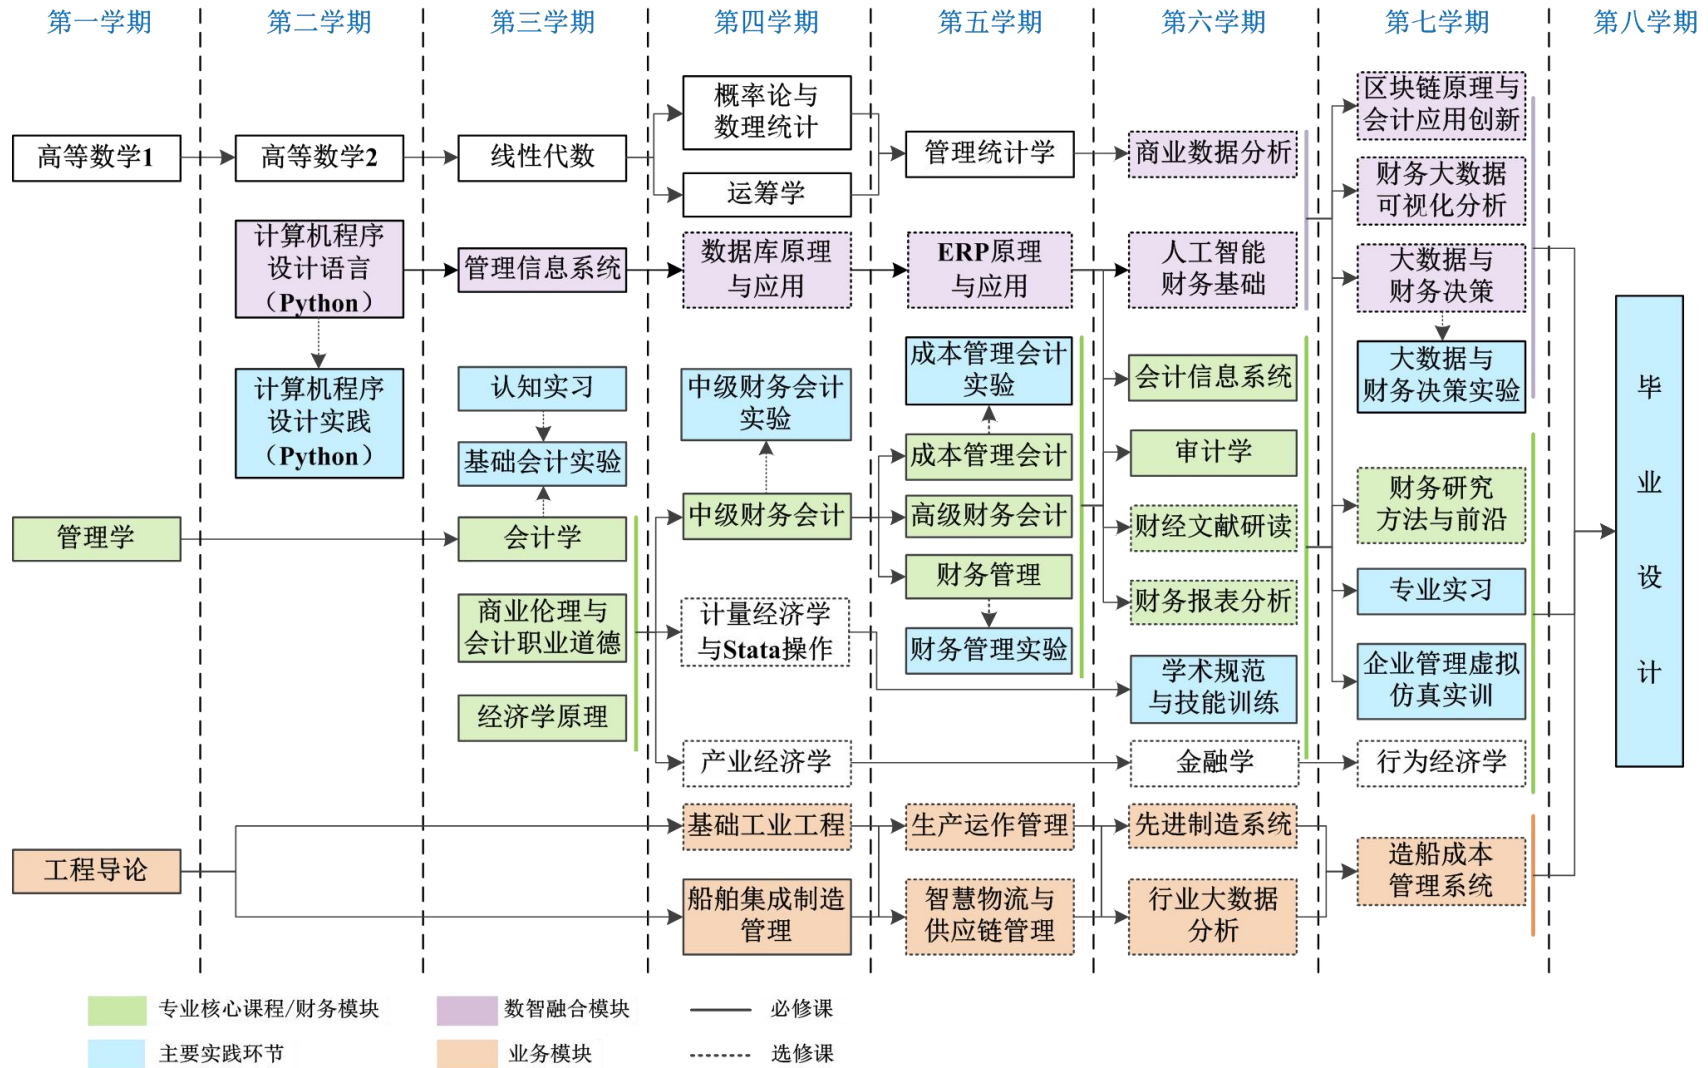 第一学期
第二学期
第三学期
第四学期
第五学期
第六学期
第七学期
第八学期
高等数学1
高等数学2
线性代数
概率论与
数理统计
运筹学
管理统计学
商业数据分析
区块链原理与
会计应用创新
财务大数据
可视化分析
计算机程序
设计语言
（Python）
管理信息系统
数据库原理
与应用
ERP原理
与应用
人工智能
财务基础
大数据与
财务决策
大数据与
财务决策实验
计算机程序
设计实践
（Python）
认知实习
基础会计实验
中级财务会计
实验
成本管理会计
实验
会计信息系统
成本管理会计
审计学
管理学
会计学
中级财务会计
高级财务会计
财经文献研读
财务研究
方法与前沿
财务管理
财务报表分析
专业实习
商业伦理与
会计职业道德
计量经济学
与Stata操作
财务管理实验
学术规范
与技能训练
企业管理虚拟
仿真实训
经济学原理
产业经济学
金融学
行为经济学
毕
业
设
计
工程导论
基础工业工程
生产运作管理
先进制造系统
造船成本
管理系统
船舶集成制造
管理
智慧物流与
供应链管理
行业大数据
分析
专业核心课程/财务模块
数智融合模块
必修课
主要实践环节
业务模块
选修课